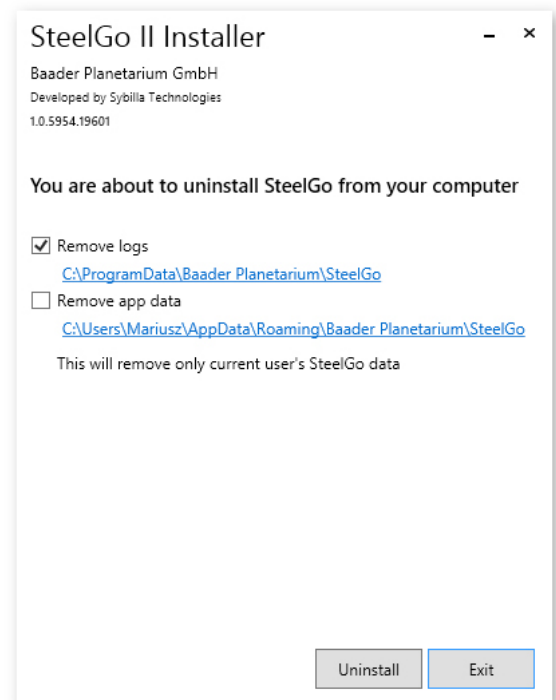 SteelGo II Installer
Baader Planetarium GmbH
Developed by Sybilla Technologies
1.0.5954.19601
You are about to uninstall SteelGo from your computer
Remove logs
C:\ProgramData\Baader Planetarium\SteelGo
Remove app data
C:\Users\Mariusz\AppData\Roaming\Baader Planetarium\SteelGo
This will remove only current user's SteelGo data
Uninstall Exit